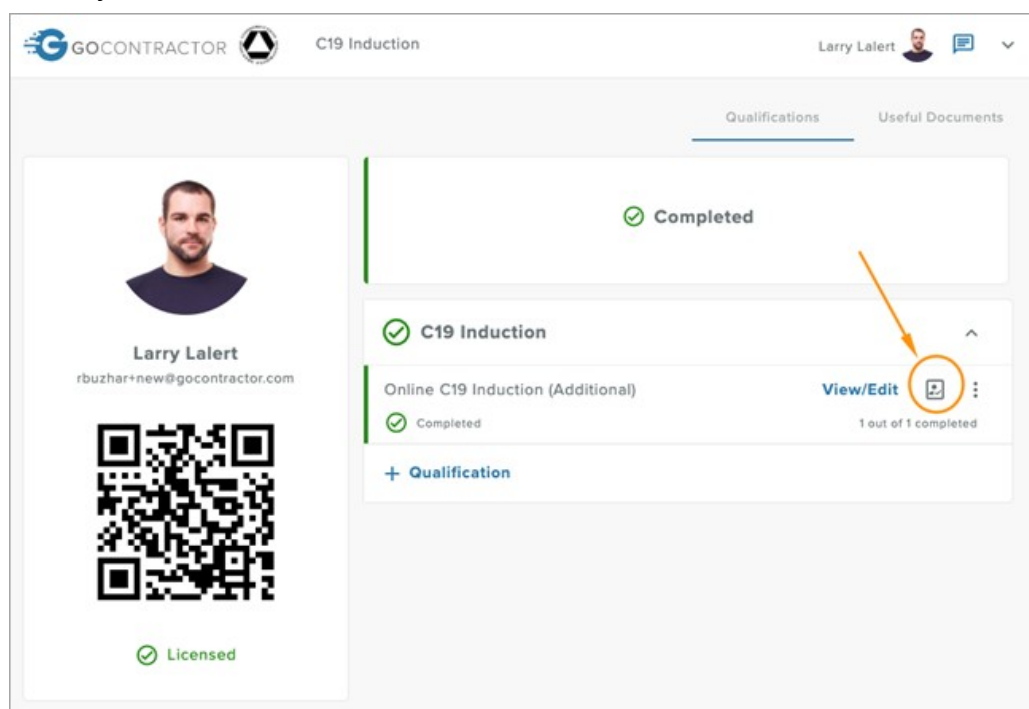 GOCONTRACTOR
C19 Induction
Larry Lalert
Qualifications
Useful Documents
Completed
Larry Lalert
rbuzhar+new@gocontractor.com
Licensed
C19 Induction
Online C19 Induction (Additional)
View/Edit
Completed
1 out of 1 completed
+ Qualification